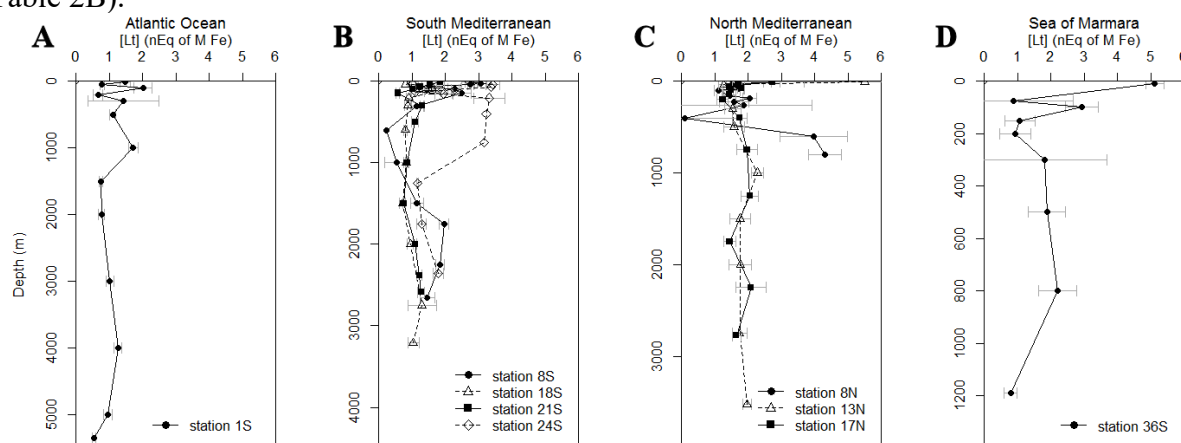 able 2B).
A
Atlantic Ocean
[Lt] (nEq of M Fe)
0 1 2 3 4 5 6
Depth (m)
0
1000
2000
3000
4000
5000
station 1S
B
South Mediterranean
[Lt] (nEq of M Fe)
0 1 2 3 4 5 6
0
1000
2000
3000
4000
station 8S
station 18S
station 21S
station 24S
C
North Mediterranean
[Lt] (nEq of M Fe)
0 1 2 3 4 5 6
0
1000
2000
3000
station 8N
station 13N
station 17N
D
Sea of Marmara
[Lt] (nEq of M Fe)
0 1 2 3 4 5 6
0
200
400
600
800
1000
1200
station 36S